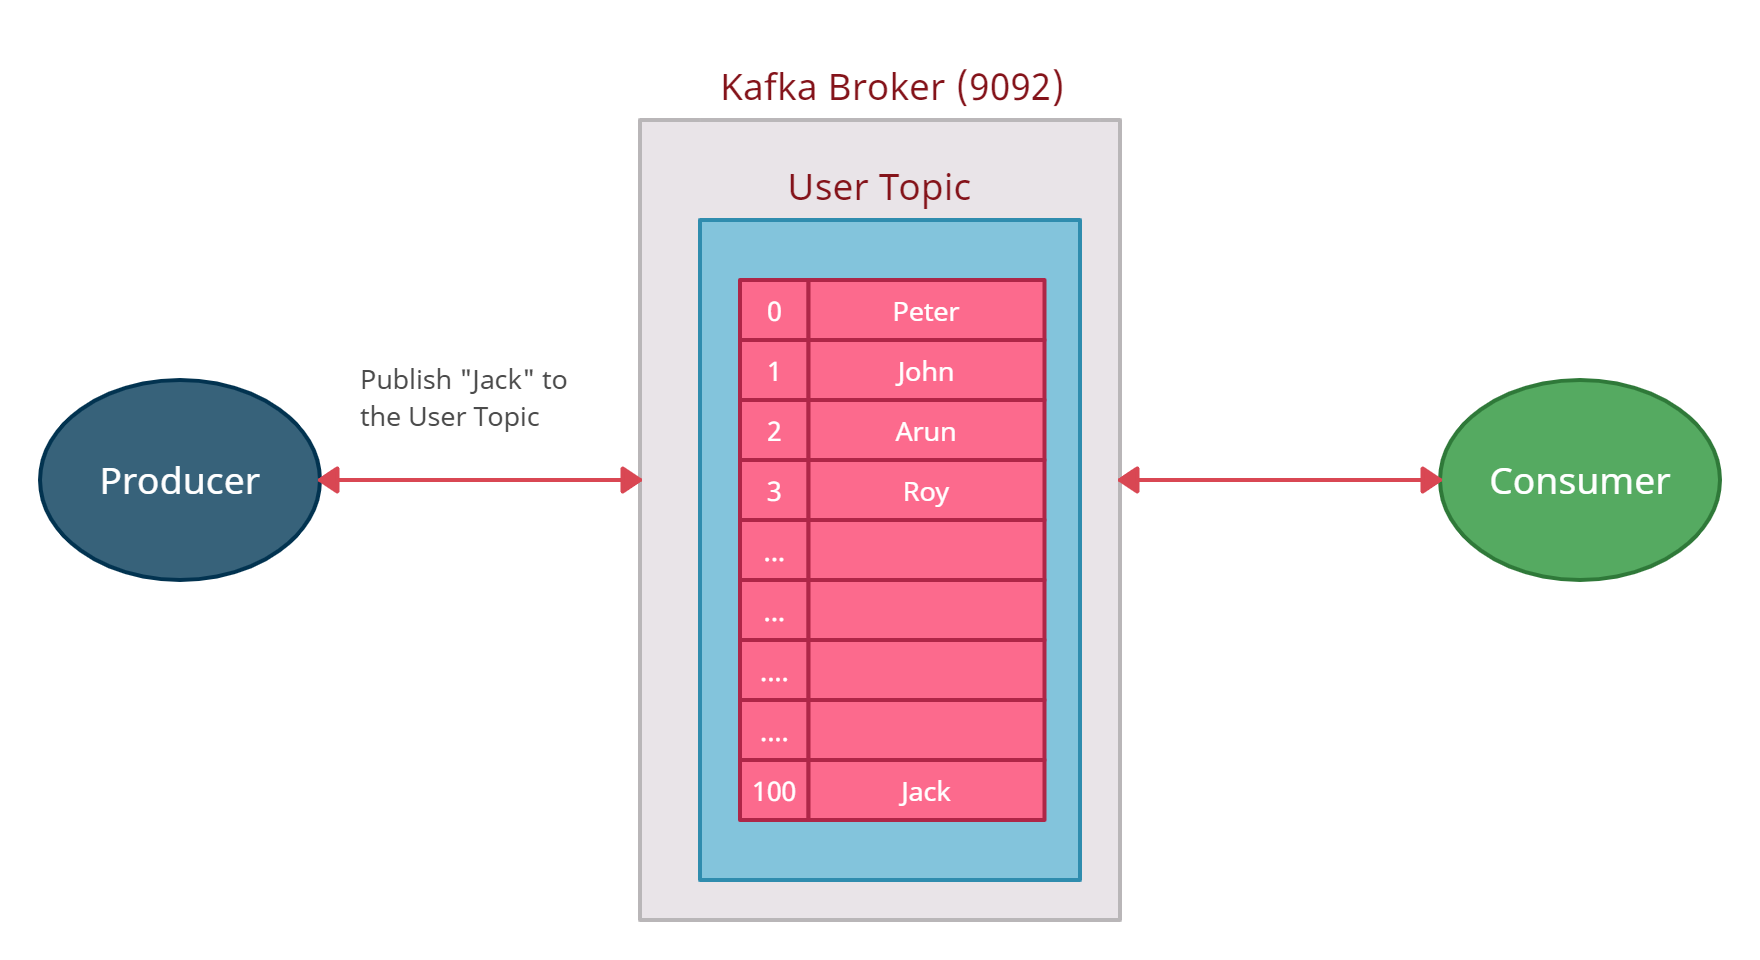 Kafka Broker (9092)
User Topic
0 Peter
1 John
2 Arun
3 Roy
...
...
....
....
100 Jack
Publish "Jack" to
the User Topic
Producer
Consumer